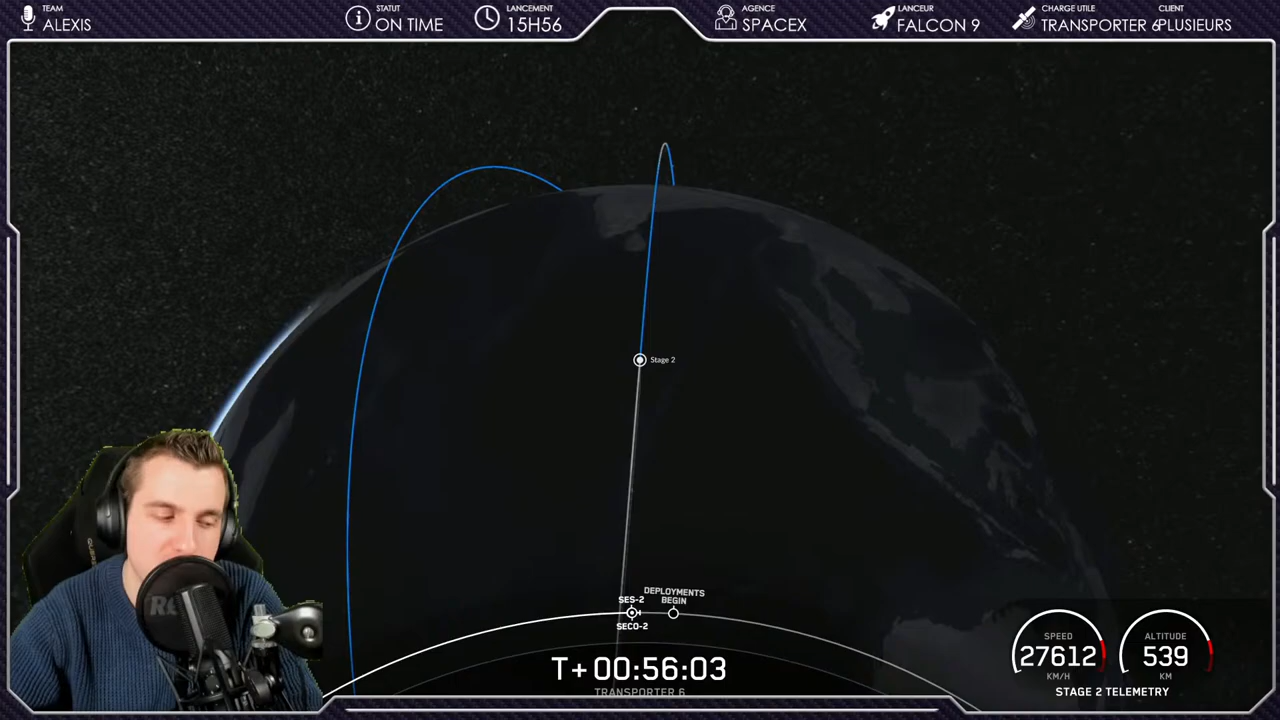 TEAM
ALEXIS
STATUT
ON TIME
LANCEMENT
15H56
AGENCE
SPACEX
LANCEUR
FALCON 9
CHARGE UTILE
TRANSPORTER 6
CLIENT
PLUSIEURS
Stage 2
SES-2
SECO-2
DEPLOYMENTS
BEGIN
T+ 00:56:03
TRANSPORTER 6
SPEED
27612
KM/H
ALTITUDE
539
KM
STAGE 2 TELEMETRY